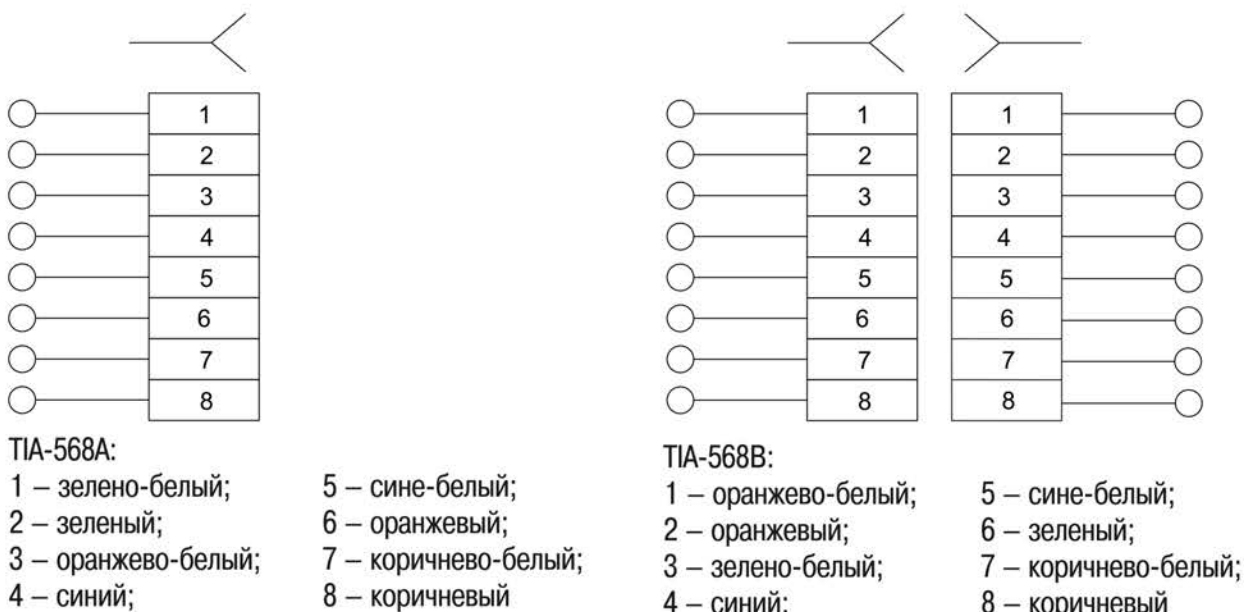 1
2
3
4
5
6
7
8
TIA-568A:
1 – зелено-белый;
2 – зеленый;
3 – оранжево-белый;
4 – синий;
5 – сине-белый;
6 – оранжевый;
7 – коричнево-белый;
8 – коричневый
1 1
2 2
3 3
4 4
5 5
6 6
7 7
8 8
TIA-568B:
1 – оранжево-белый;
2 – оранжевый;
3 – зелено-белый;
4 – синий;
5 – сине-белый;
6 – зеленый;
7 – коричнево-белый;
8 – коричневый